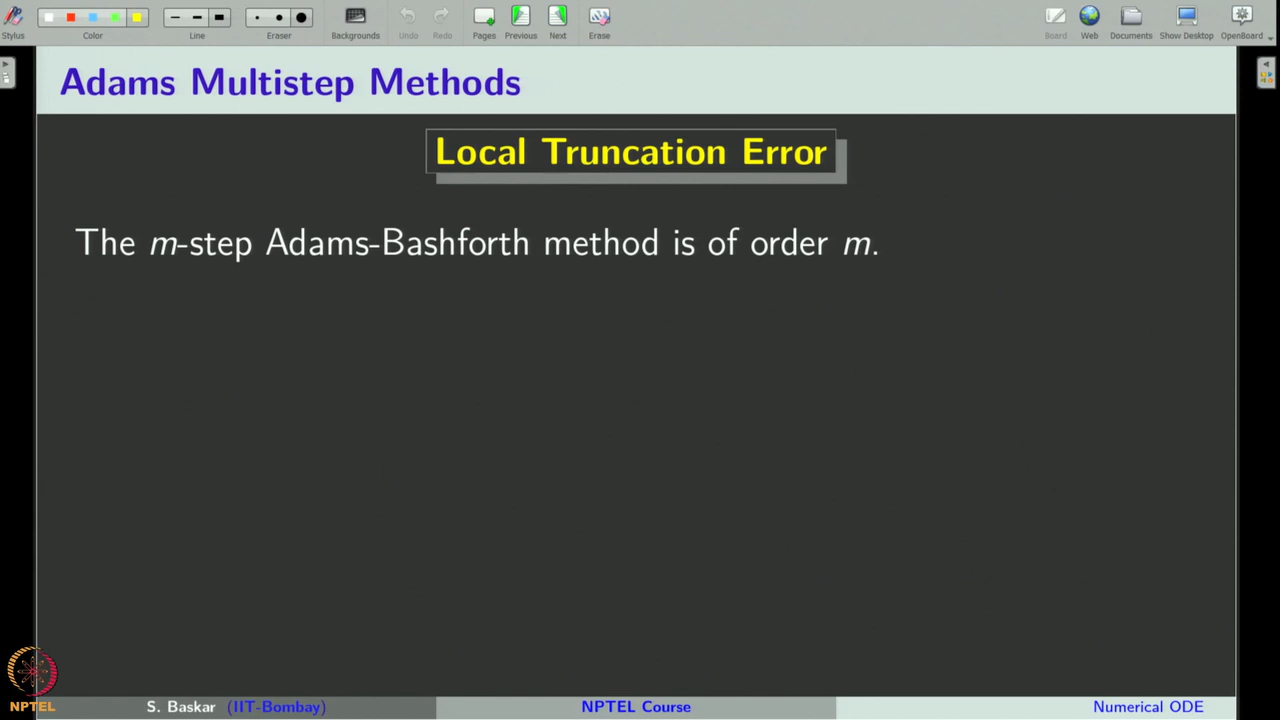 Stylus Color Line Eraser Backgrounds Undo Redo Pages Previous Next Erase Board Web Documents Show Desktop OpenBoard
Adams Multistep Methods
Local Truncation Error
The m-step Adams-Bashforth method is of order m.
NPTEL
S. Baskar (IIT-Bombay) NPTEL Course Numerical ODE